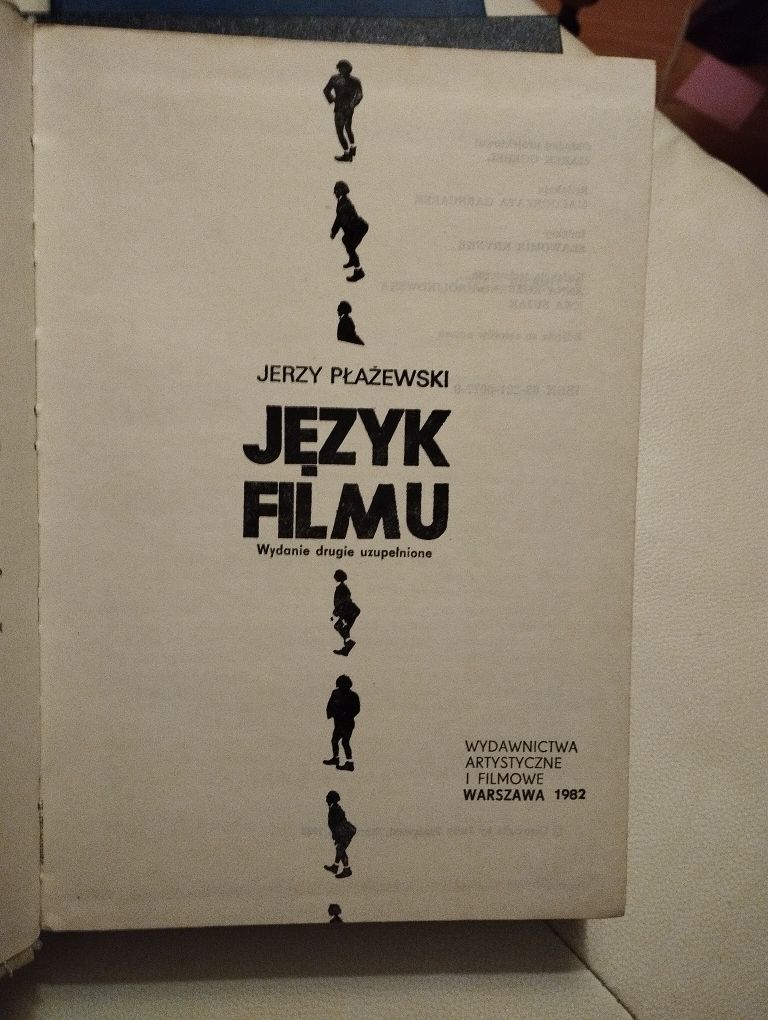 JERZY PŁAŻEWSKI
JĘZYK
FILMU
Wydanie drugie uzupełnione
WYDAWNICTWA
ARTYSTYCZNE
I FILMOWE
WARSZAWA 1982